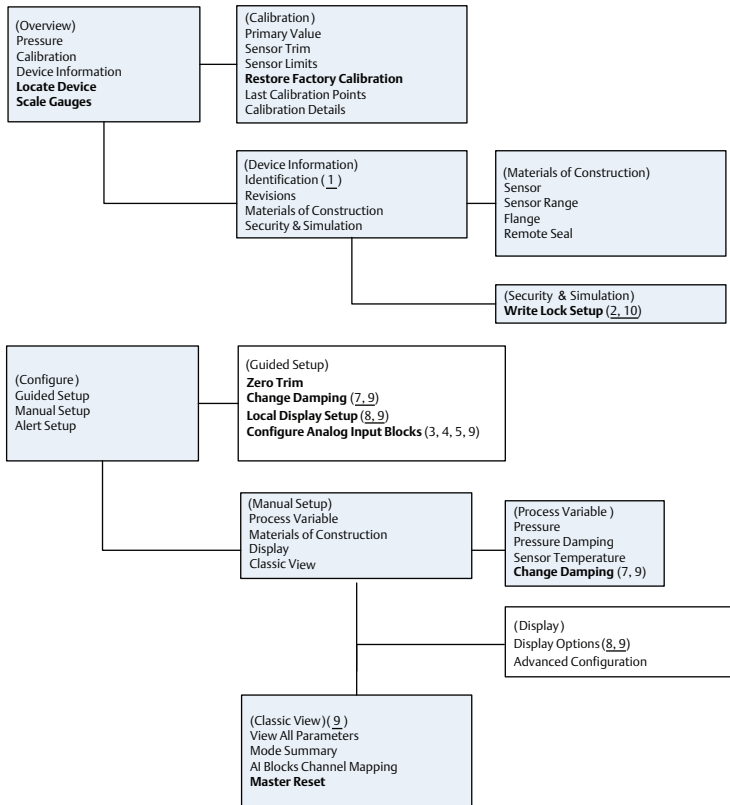 (Overview)
Pressure
Calibration
Device Information
Locate Device
Scale Gauges
(Calibration)
Primary Value
Sensor Trim
Sensor Limits
Restore Factory Calibration
Last Calibration Points
Calibration Details
(Device Information)
Identification (1)
Revisions
Materials of Construction
Security & Simulation
(Materials of Construction)
Sensor
Sensor Range
Flange
Remote Seal
(Security & Simulation)
Write Lock Setup (2, 10)
(Configure)
Guided Setup
Manual Setup
Alert Setup
(Guided Setup)
Zero Trim
Change Damping (7, 9)
Local Display Setup (8, 9)
Configure Analog Input Blocks (3, 4, 5, 9)
(Manual Setup)
Process Variable
Materials of Construction
Display
Classic View
(Process Variable)
Pressure
Pressure Damping
Sensor Temperature
Change Damping (7, 9)
(Display)
Display Options (8, 9)
Advanced Configuration
(Classic View) (9)
View All Parameters
Mode Summary
AI Blocks Channel Mapping
Master Reset